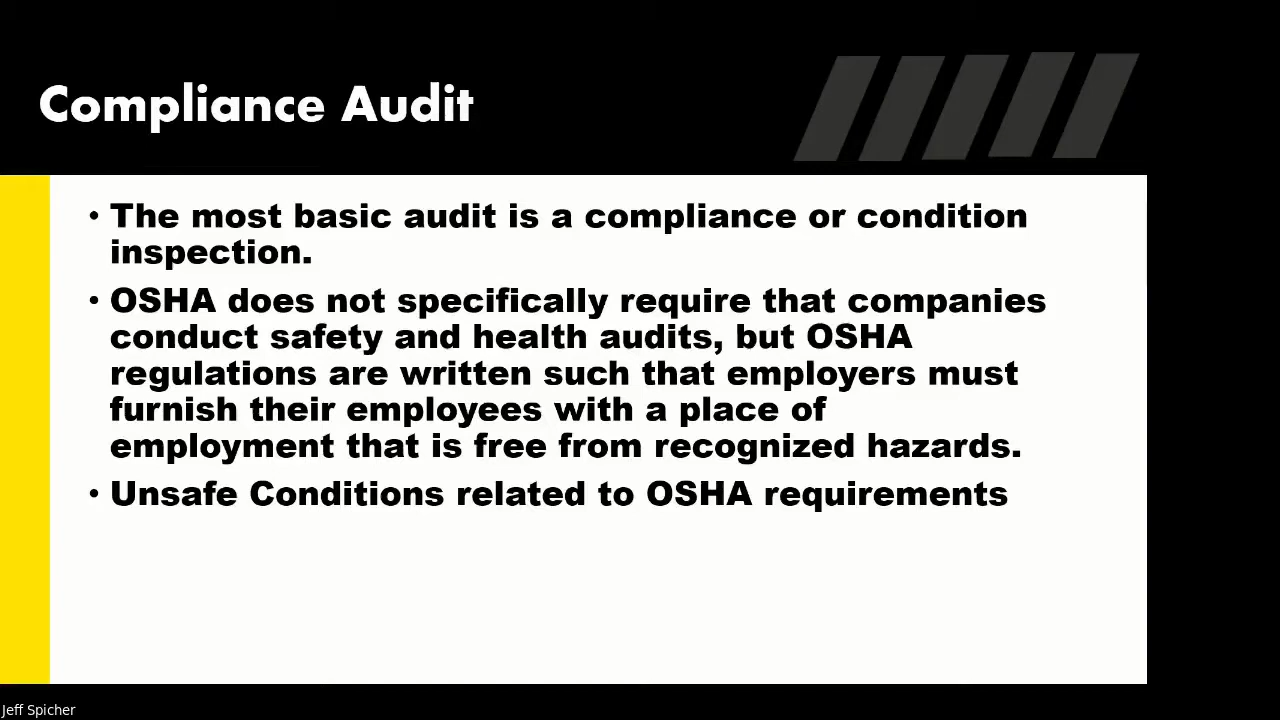 Compliance Audit
• The most basic audit is a compliance or condition
inspection.
• OSHA does not specifically require that companies
conduct safety and health audits, but OSHA
regulations are written such that employers must
furnish their employees with a place of
employment that is free from recognized hazards.
• Unsafe Conditions related to OSHA requirements
Jeff Spicher